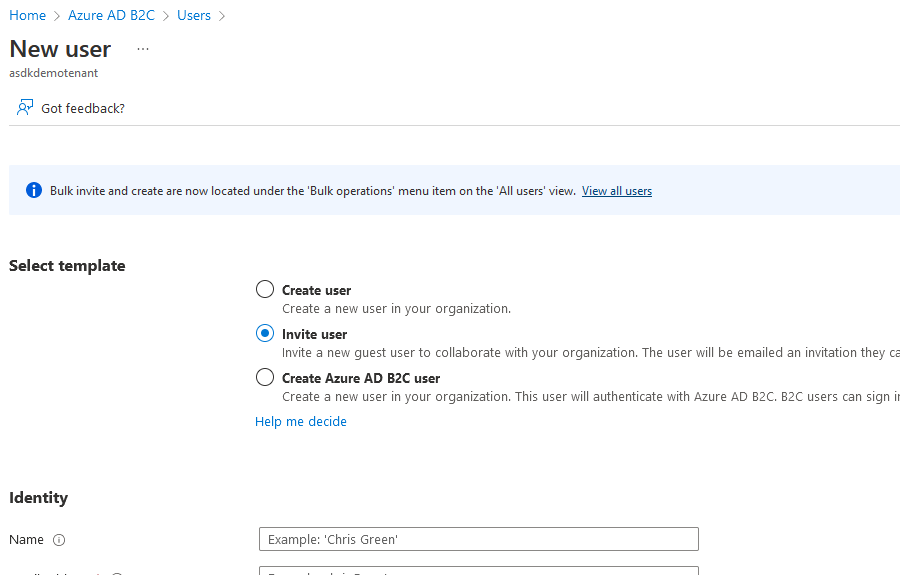 Home > Azure AD B2C > Users >
New user ...
asdkdemotenant
Got feedback?
Bulk invite and create are now located under the 'Bulk operations' menu item on the 'All users' view. View all users
Select template
Create user
Create a new user in your organization.
Invite user
Invite a new guest user to collaborate with your organization. The user will be emailed an invitation they
Create Azure AD B2C user
Create a new user in your organization. This user will authenticate with Azure AD B2C. B2C users can sign
Help me decide
Identity
Name
Example: 'Chris Green'